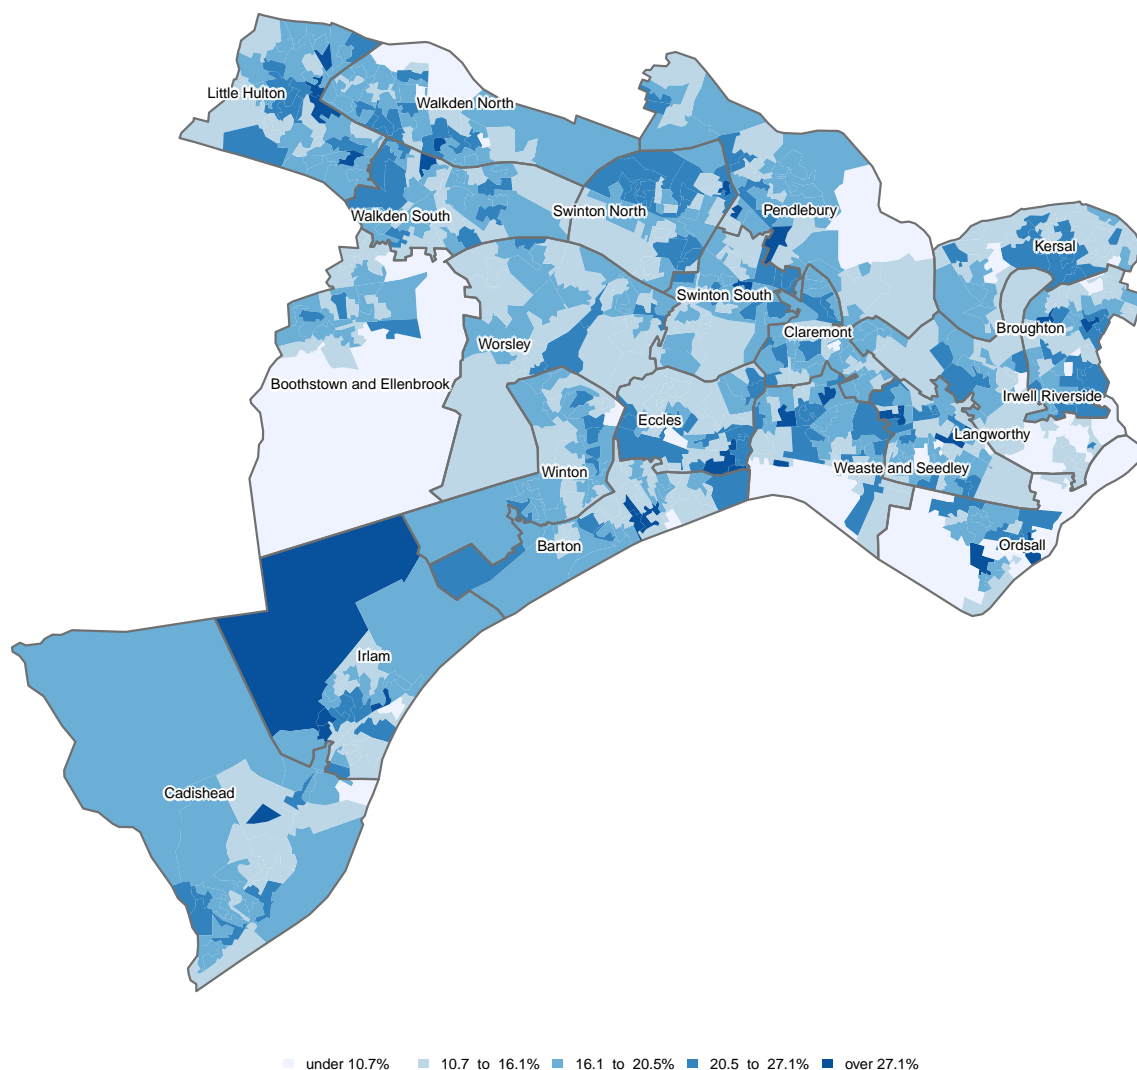 Little Hulton
Walkden North
Walkden South
Swinton North
Pendlebury
Kersal
Swinton South
Broughton
Claremont
Worsley
Boothstown and Ellenbrook
Irwell Riverside
Eccles
Langworthy
Winton
Weaste and Seedley
Barton
Ordsall
Irlam
Cadishead
under 10.7% 10.7 to 16.1% 16.1 to 20.5% 20.5 to 27.1% over 27.1%